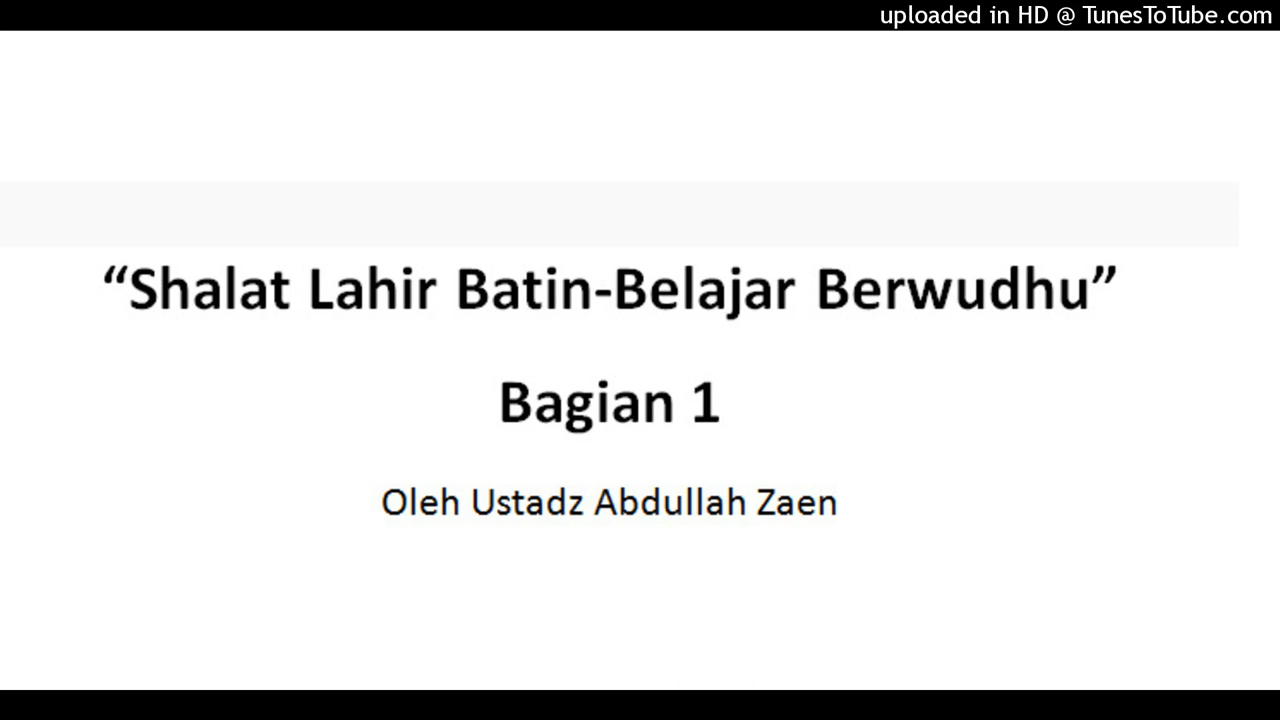 uploaded in HD @ TunesToTube.com
“Shalat Lahir Batin-Belajar Berwudhu”
Bagian 1
Oleh Ustadz Abdullah Zaen